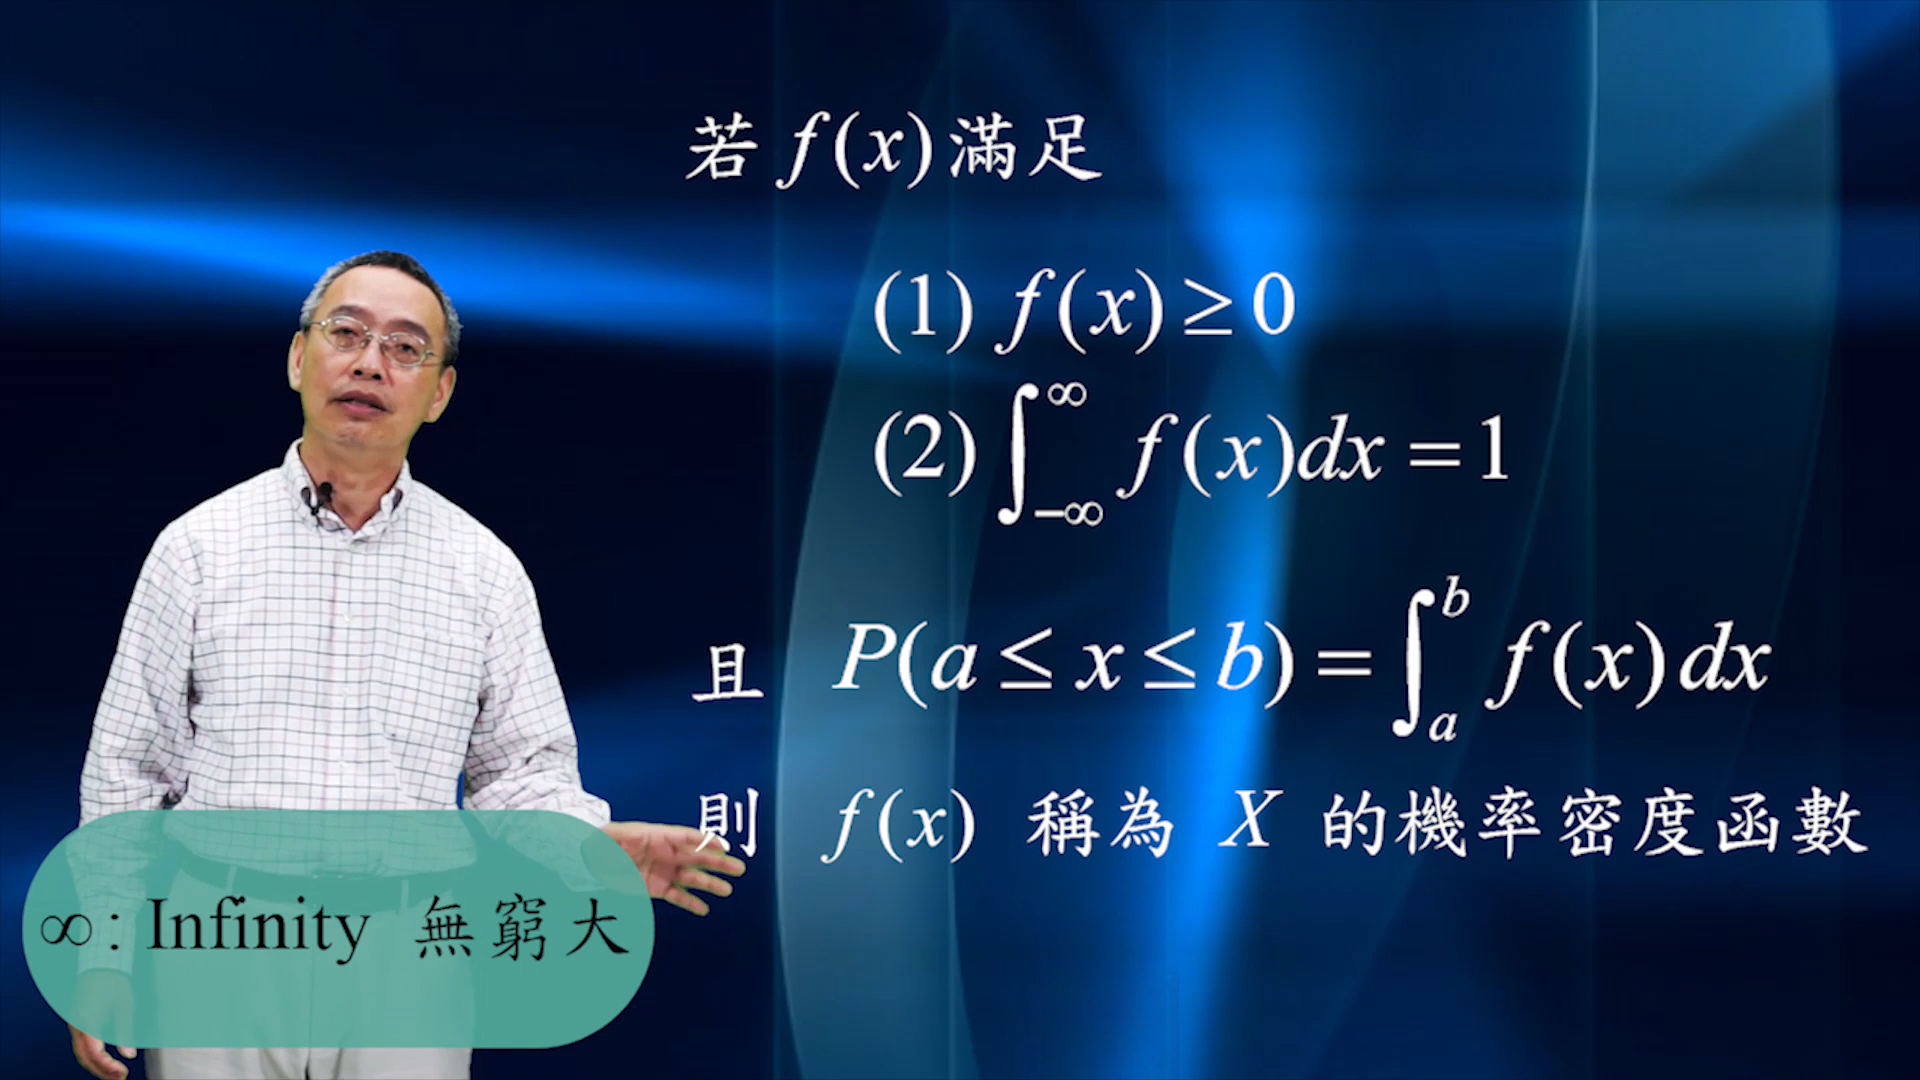 若 f(x) 滿足
(1) f(x) ≥ 0
(2) ∫_{-∞}^{∞} f(x)dx = 1
且 P(a ≤ x ≤ b) = ∫_{a}^{b} f(x)dx
則 f(x) 稱為 X 的機率密度函數
∞ : Infinity 無窮大